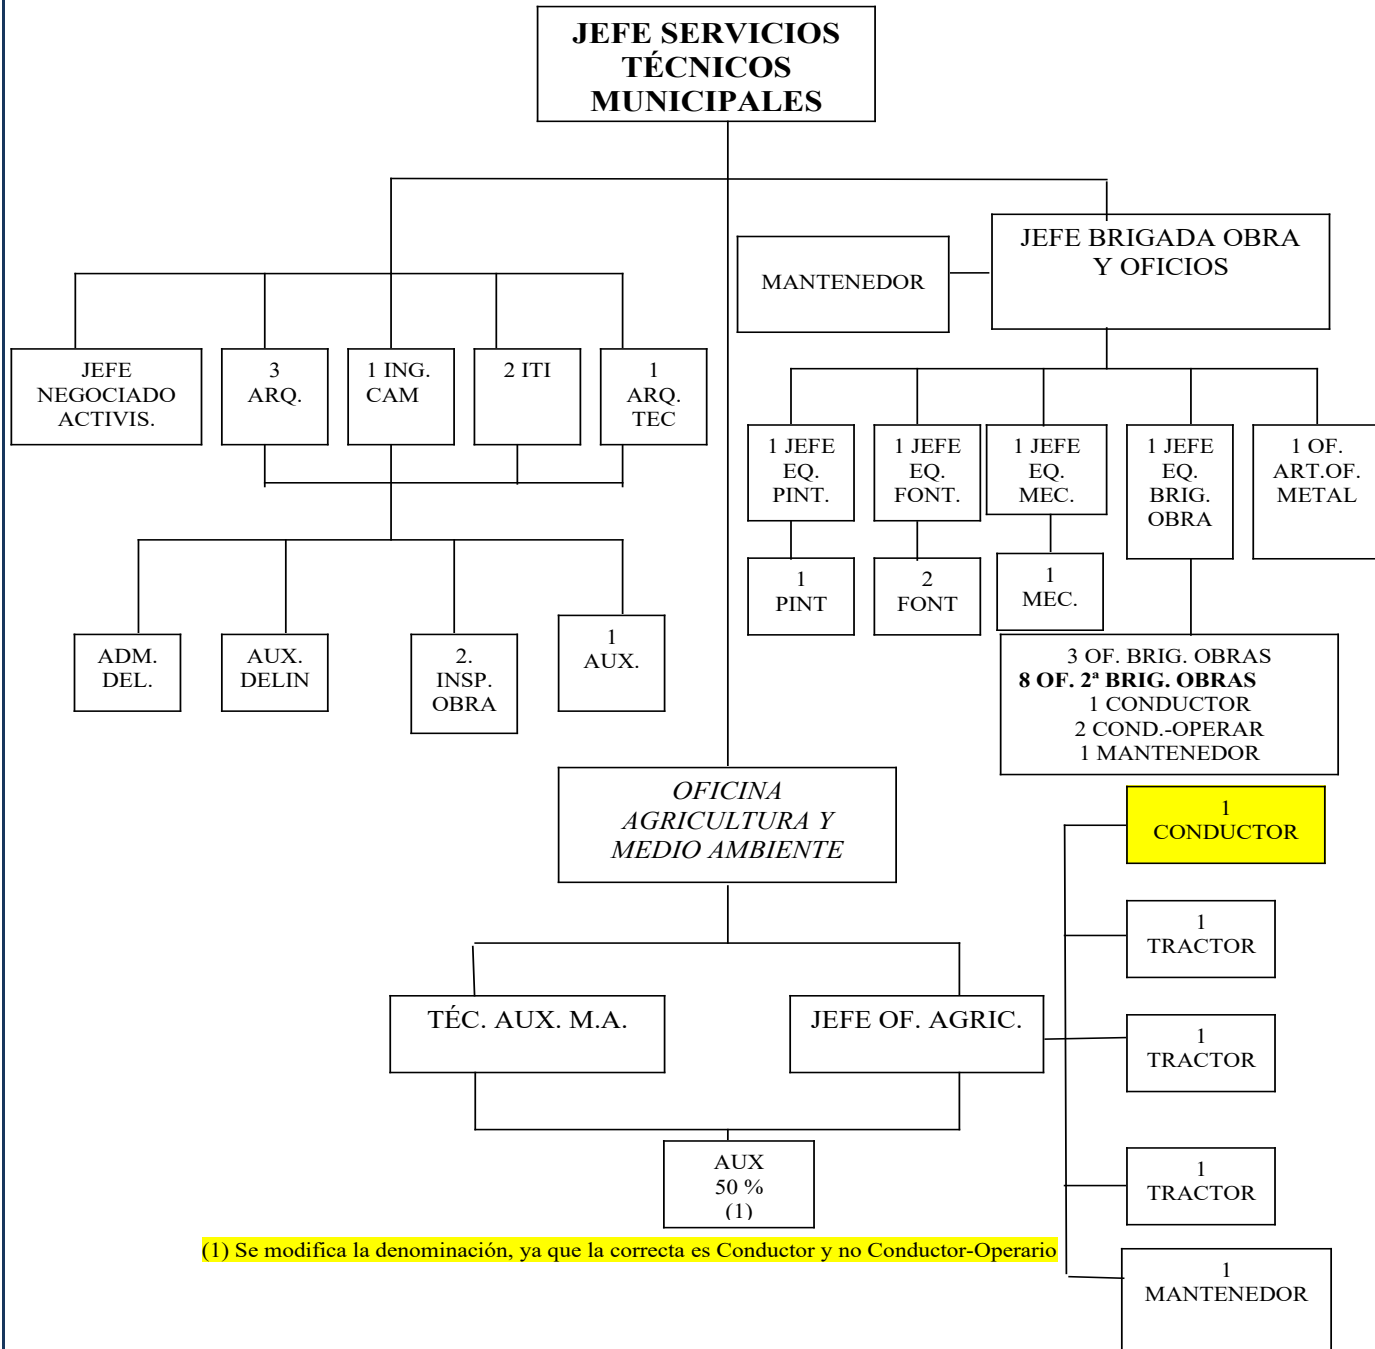 JEFE SERVICIOS
TÉCNICOS
MUNICIPALES
MANTENEDOR
JEFE BRIGADA OBRA
Y OFICIOS
JEFE
NEGOCIADO
ACTIVIS.
3
ARQ.
1 ING.
CAM
2 ITI
1
ARQ.
TEC
1 JEFE
EQ.
PINT.
1 JEFE
EQ.
FONT.
1 JEFE
EQ.
MEC.
1 JEFE
EQ.
BRIG.
OBRA
1 OF.
ART.OF.
METAL
1
PINT
2
FONT
1
MEC.
ADM.
DEL.
AUX.
DELIN
2.
INSP.
OBRA
1
AUX.
3 OF. BRIG. OBRAS
8 OF. 2ª BRIG. OBRAS
1 CONDUCTOR
2 COND.-OPERAR
1 MANTENEDOR
OFICINA
AGRICULTURA Y
MEDIO AMBIENTE
1
CONDUCTOR
1
TRACTOR
TÉC. AUX. M.A.
JEFE OF. AGRIC.
1
TRACTOR
1
TRACTOR
AUX
50 %
(1)
(1) Se modifica la denominación, ya que la correcta es Conductor y no Conductor-Operario
1
MANTENEDOR